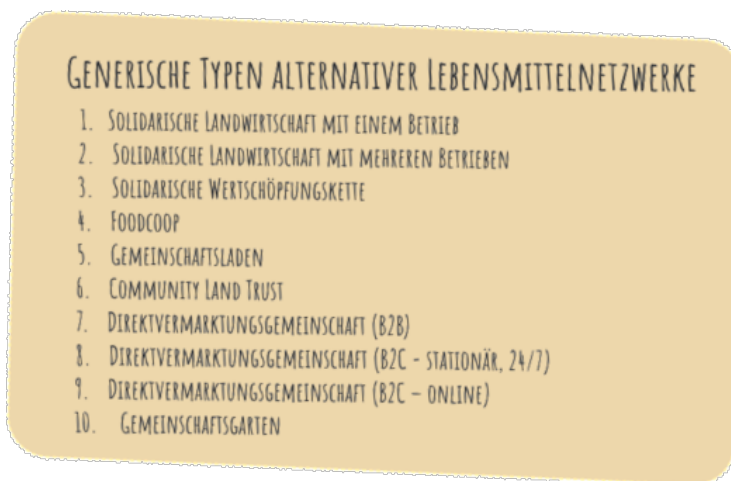 Generische Typen alternativer Lebensmittelnetzwerke
1. Solidarische Landwirtschaft mit einem Betrieb
2. Solidarische Landwirtschaft mit mehreren Betrieben
3. Solidarische Wertschöpfungskette
4. Foodcoop
5. Gemeinschaftsladen
6. Community Land Trust
7. Direktvermarktungsgemeinschaft (B2B)
8. Direktvermarktungsgemeinschaft (B2C - stationär, 24/7)
9. Direktvermarktungsgemeinschaft (B2C – online)
10. Gemeinschaftsgarten